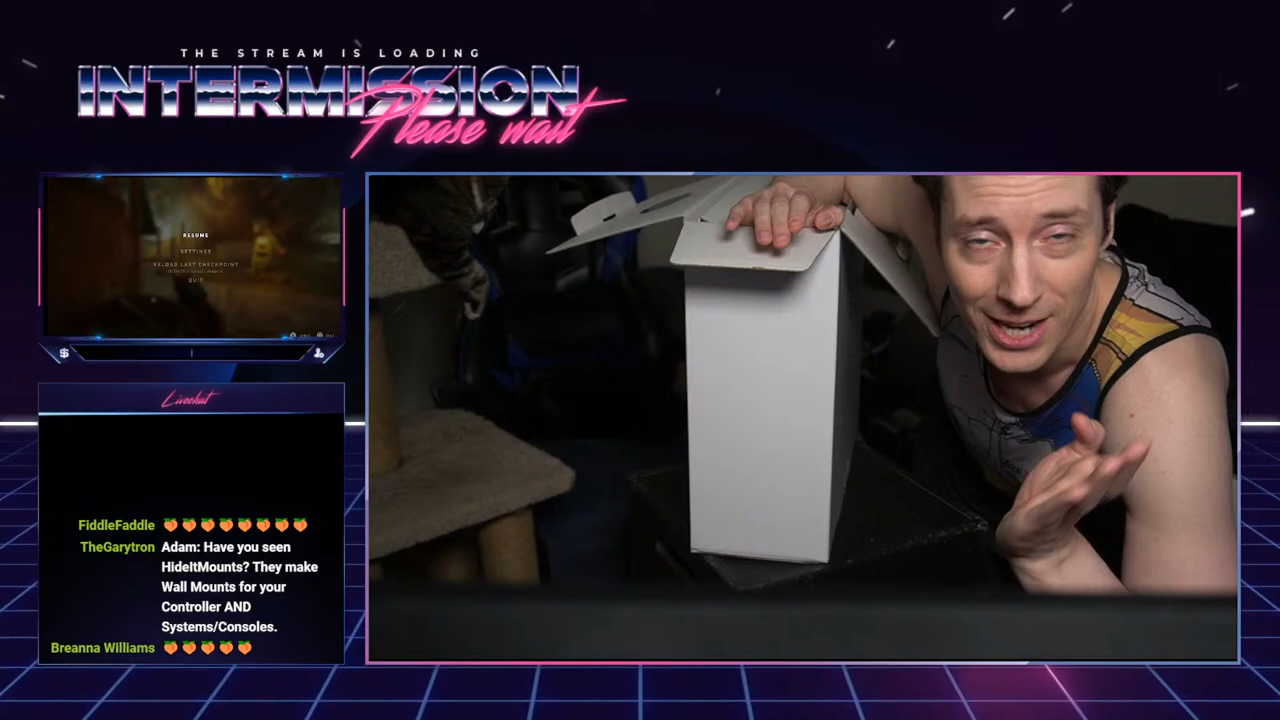 THE STREAM IS LOADING
INTERMISSION
Please wait
RESUME
SETTINGS
RELOAD LAST CHECKPOINT
QUIT
$
Livechat
FiddleFaddle 🍑🍑🍑🍑🍑🍑🍑🍑
TheGarytron Adam: Have you seen
HideItMounts? They make
Wall Mounts for your
Controller AND
Systems/Consoles.
Breanna Williams 🍑🍑🍑🍑🍑